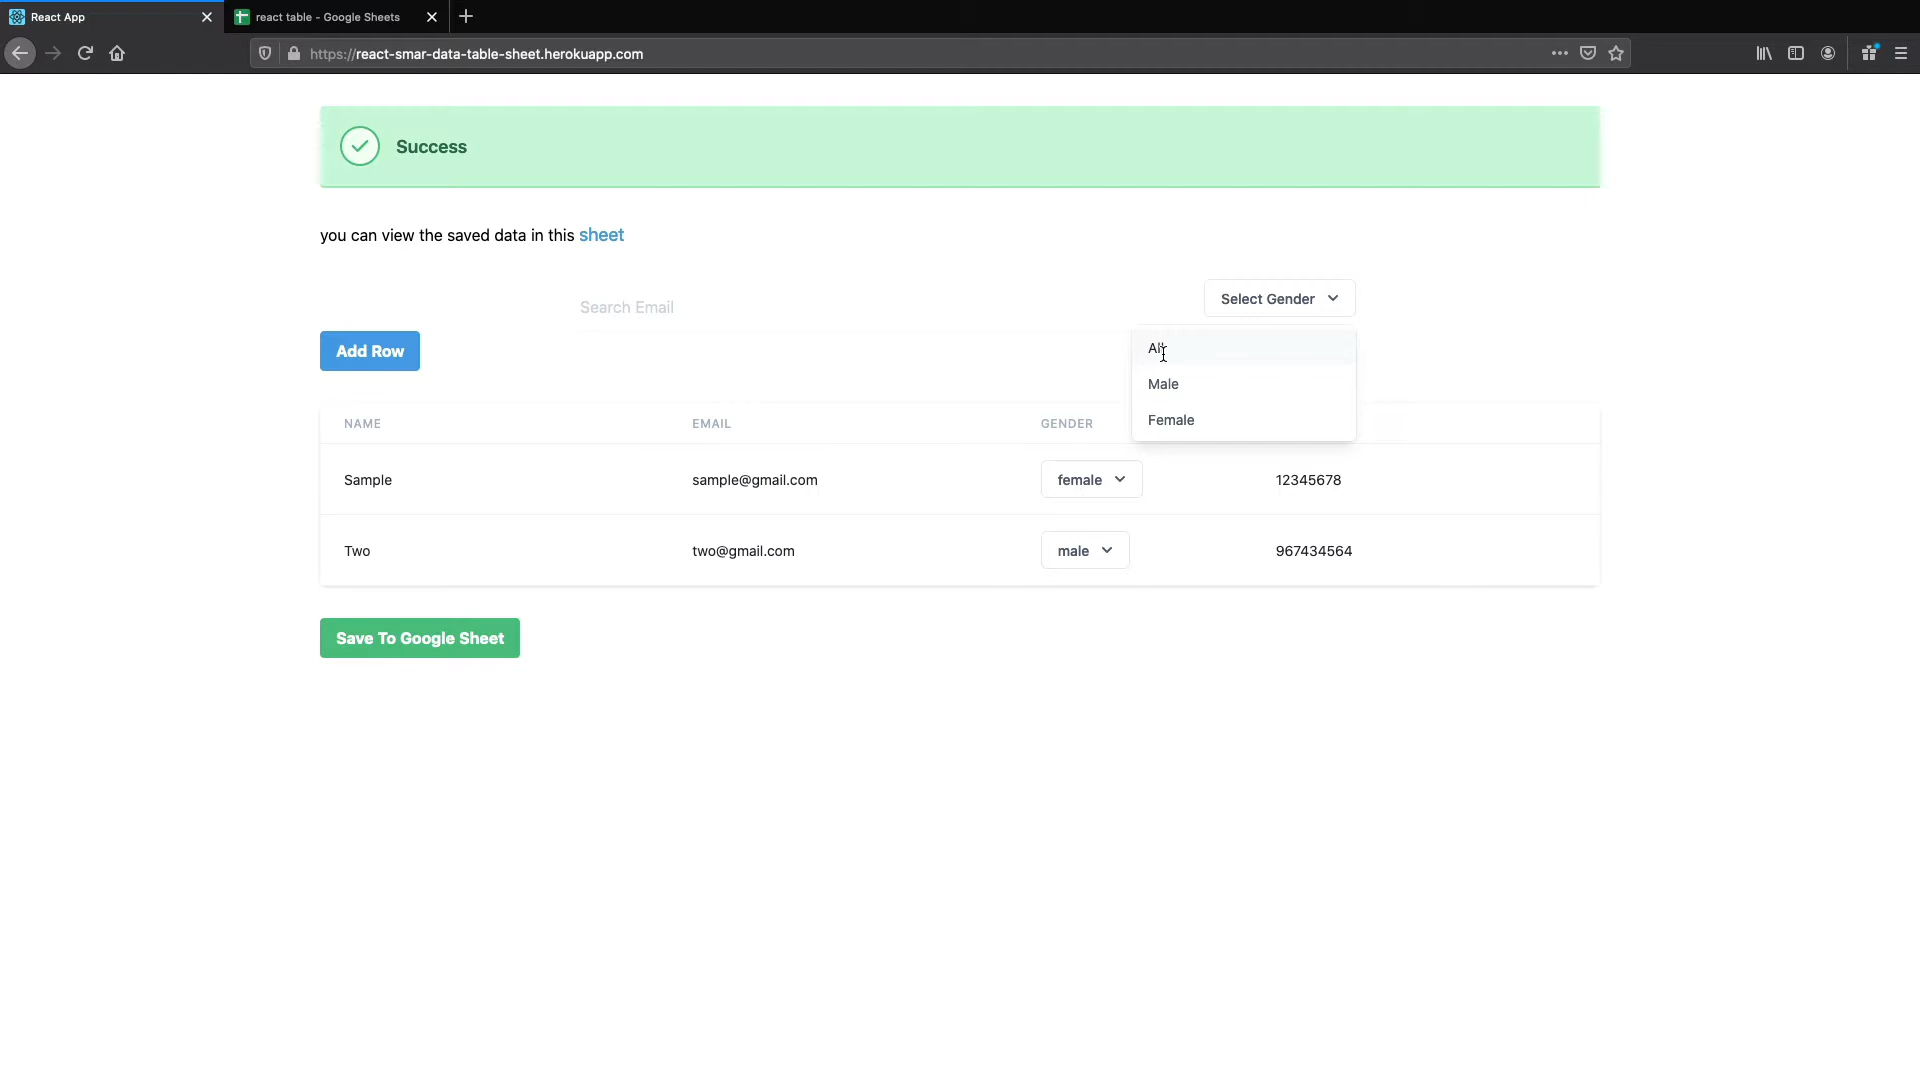 React App
react table - Google Sheets
https://react-smar-data-table-sheet.herokuapp.com
Success
you can view the saved data in this sheet
Search Email
Select Gender
Add Row
All
Male
Female
NAME EMAIL GENDER
Sample sample@gmail.com female 12345678
Two two@gmail.com male 967434564
Save To Google Sheet